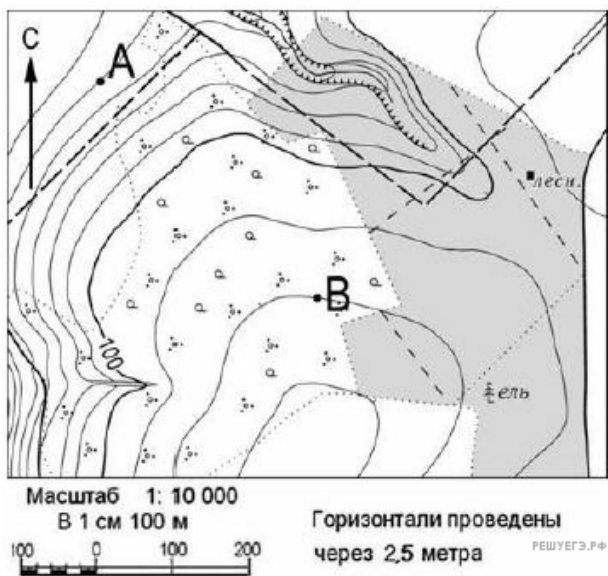 С
А
лесн.
В
100
ель
Масштаб 1: 10 000
В 1 см 100 м
100 0 100 200
Горизонтали проведены
через 2,5 метра
РЕШУЕГЭ.РФ